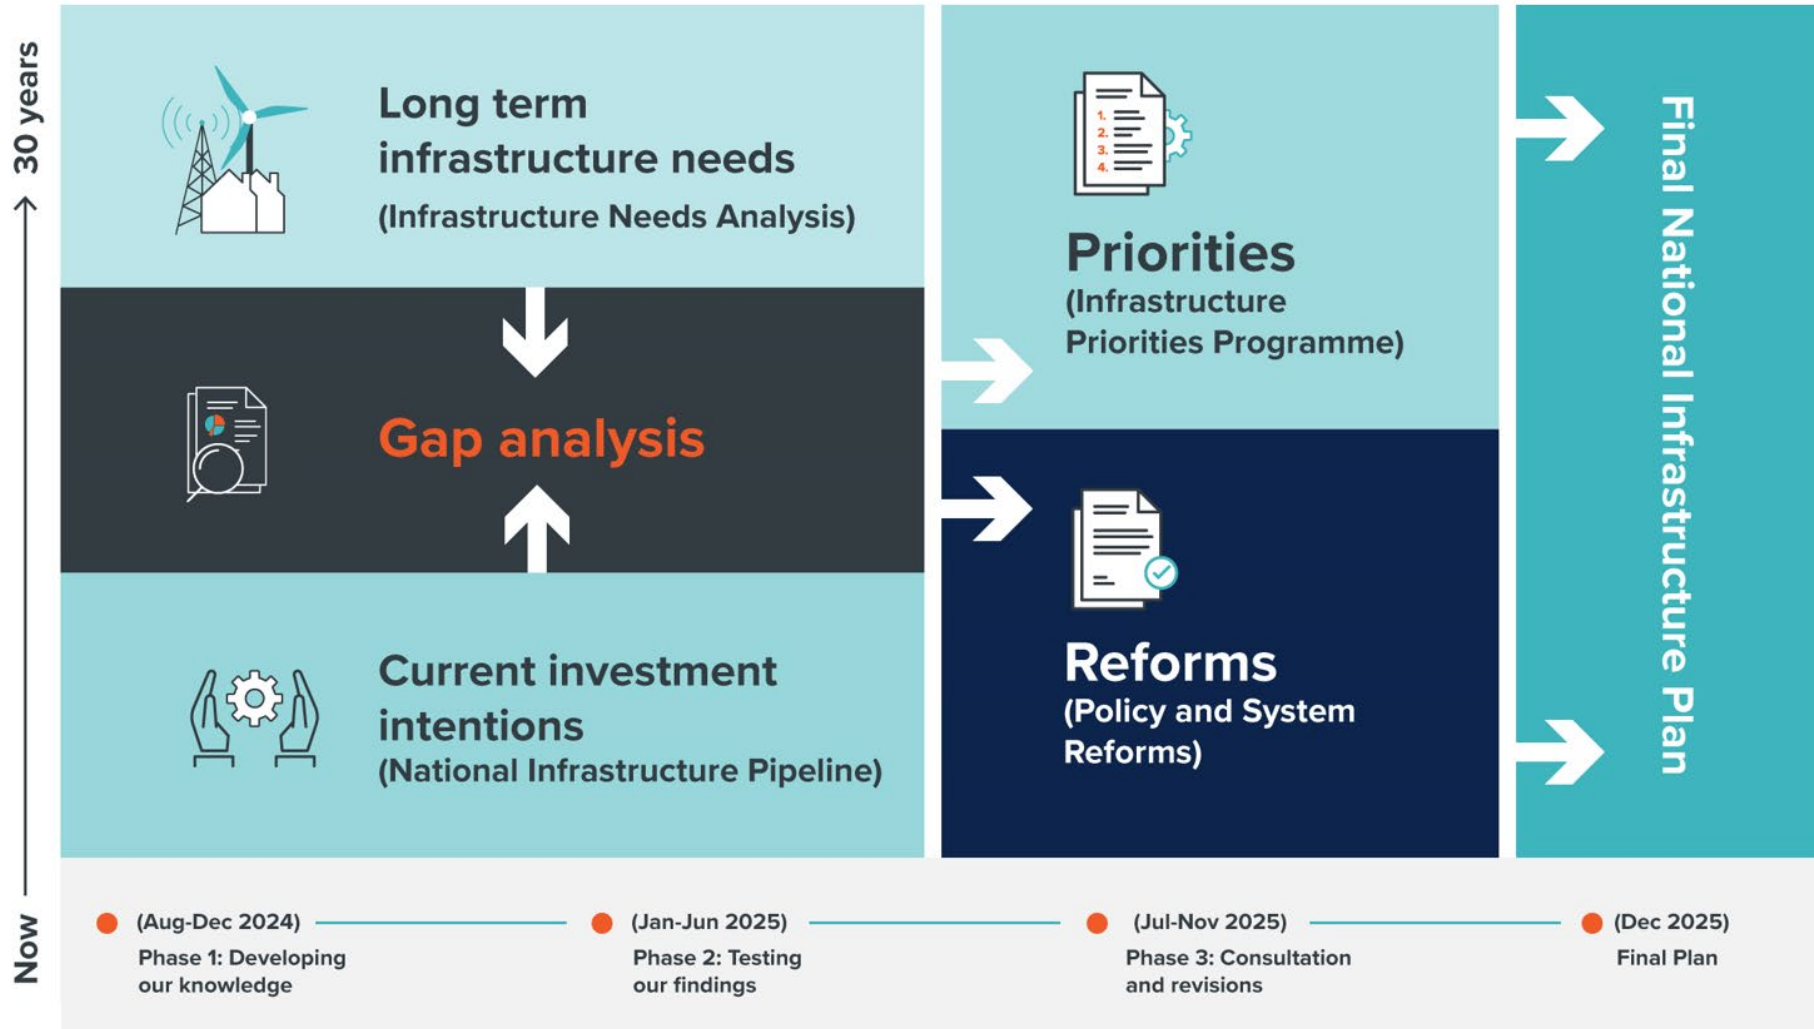 30 years
Now
Long term
infrastructure needs
(Infrastructure Needs Analysis)
Gap analysis
Current investment
intentions
(National Infrastructure Pipeline)
1.
2.
3.
4.
Priorities
(Infrastructure
Priorities Programme)
Reforms
(Policy and System
Reforms)
Final National Infrastructure Plan
(Aug-Dec 2024)
Phase 1: Developing
our knowledge
(Jan-Jun 2025)
Phase 2: Testing
our findings
(Jul-Nov 2025)
Phase 3: Consultation
and revisions
(Dec 2025)
Final Plan